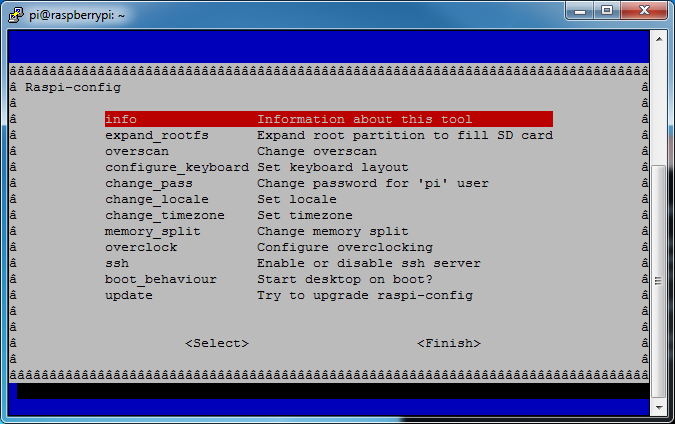 pi@raspberrypi: ~
ââââââââââââââââââââââââââââââââââââââââââââââââââââââââââââââââââââââââââââââââ
â Raspi-config â
â â
â info Information about this tool â
â expand_rootfs Expand root partition to fill SD card â
â overscan Change overscan â
â configure_keyboard Set keyboard layout â
â change_pass Change password for 'pi' user â
â change_locale Set locale â
â change_timezone Set timezone â
â memory_split Change memory split â
â overclock Configure overclocking â
â ssh Enable or disable ssh server â
â boot_behaviour Start desktop on boot? â
â update Try to upgrade raspi-config â
â â
â â
â <Select> <Finish> â
â â
ââââââââââââââââââââââââââââââââââââââââââââââââââââââââââââââââââââââââââââââââ